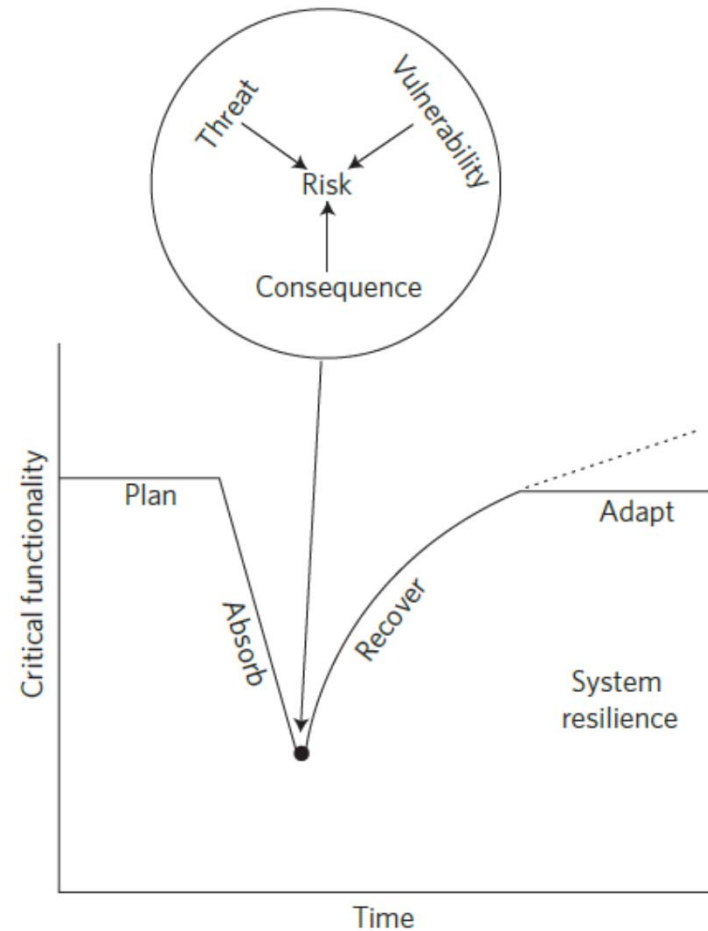 Threat
Vulnerability
Risk
Consequence
Critical functionality
Plan
Absorb
Recover
Adapt
System
resilience
Time